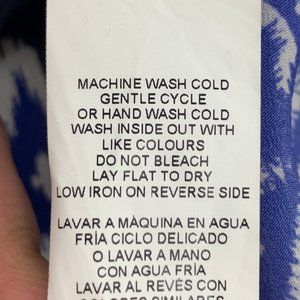 MACHINE WASH COLD
GENTLE CYCLE
OR HAND WASH COLD
WASH INSIDE OUT WITH
LIKE COLOURS
DO NOT BLEACH
LAY FLAT TO DRY
LOW IRON ON REVERSE SIDE
LAVAR A MÀQUINA EN AGUA
FRÍA CICLO DELICADO
O LAVAR A MANO
CON AGUA FRÍA
LAVAR AL REVÉS CON
COLORES SIMILARES